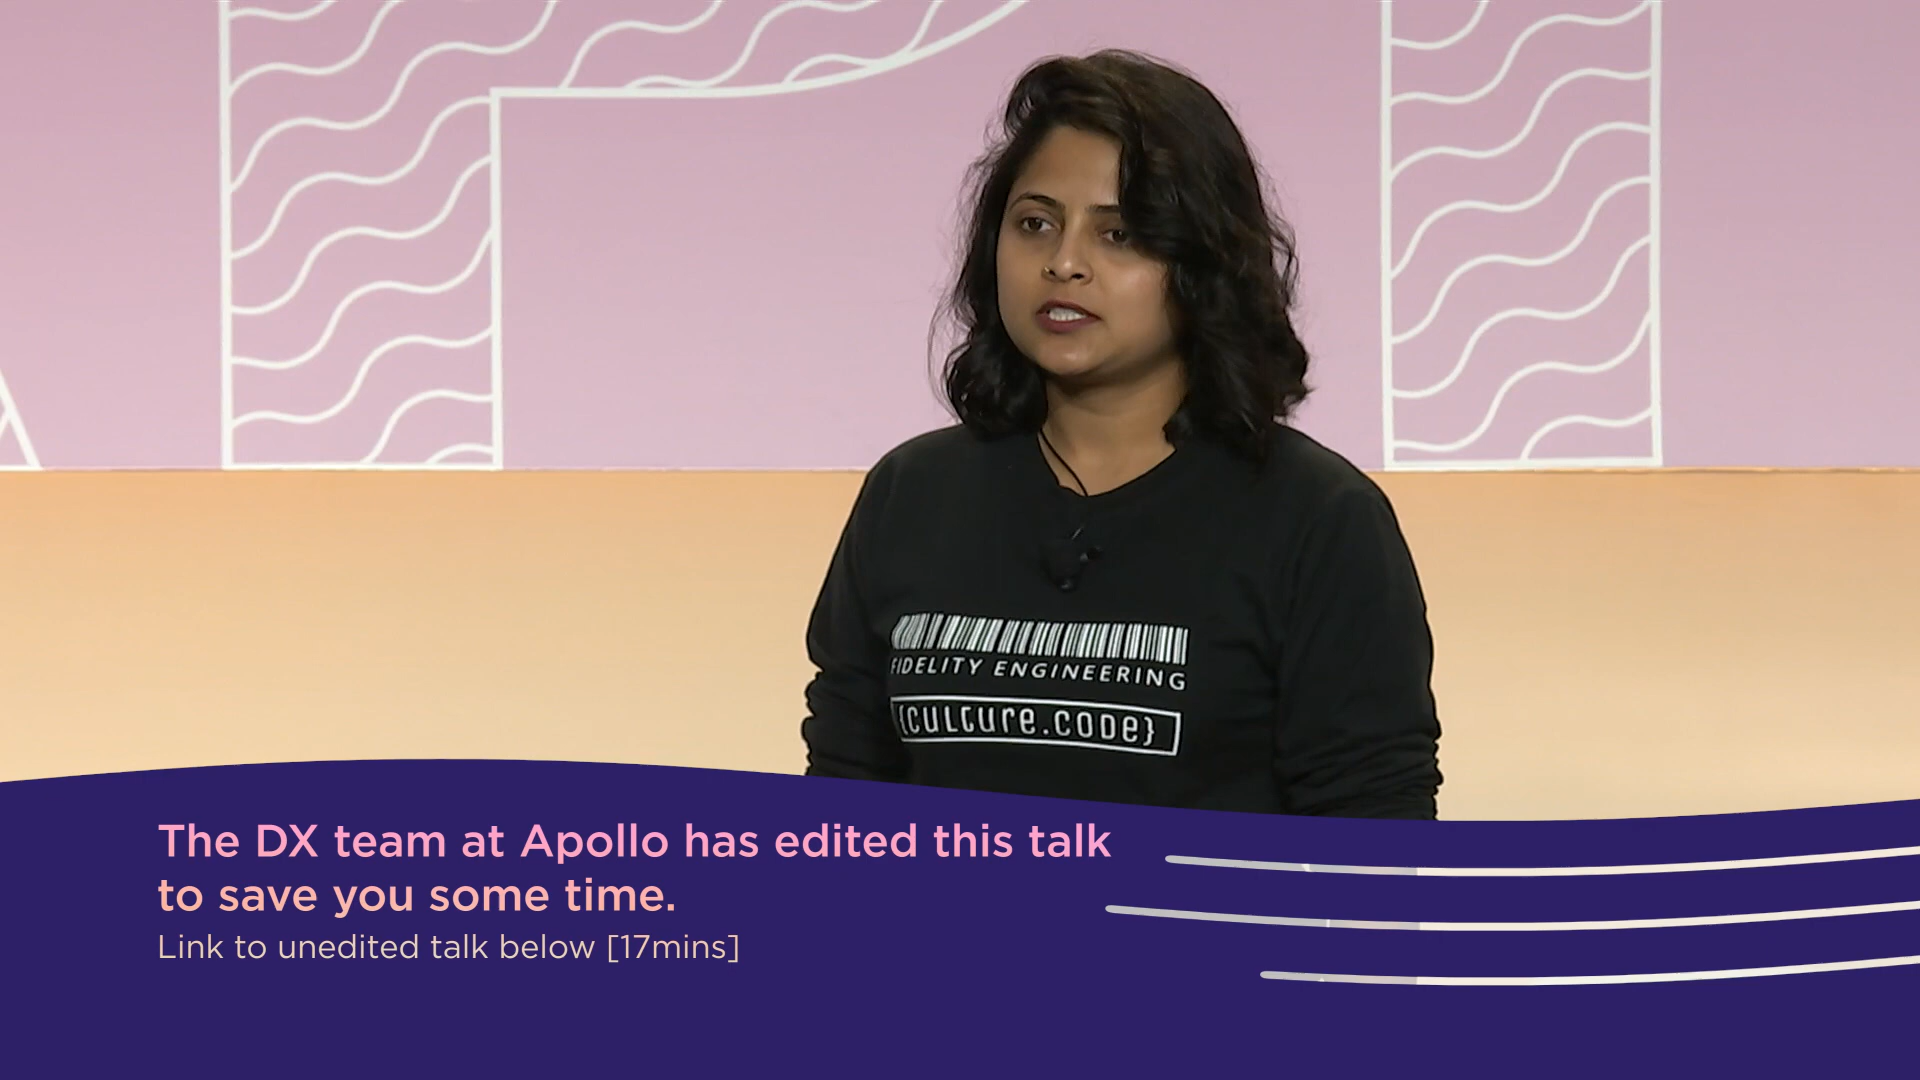 FIDELITY ENGINEERING
{CULTURE.CODE}
The DX team at Apollo has edited this talk
to save you some time.
Link to unedited talk below [17mins]